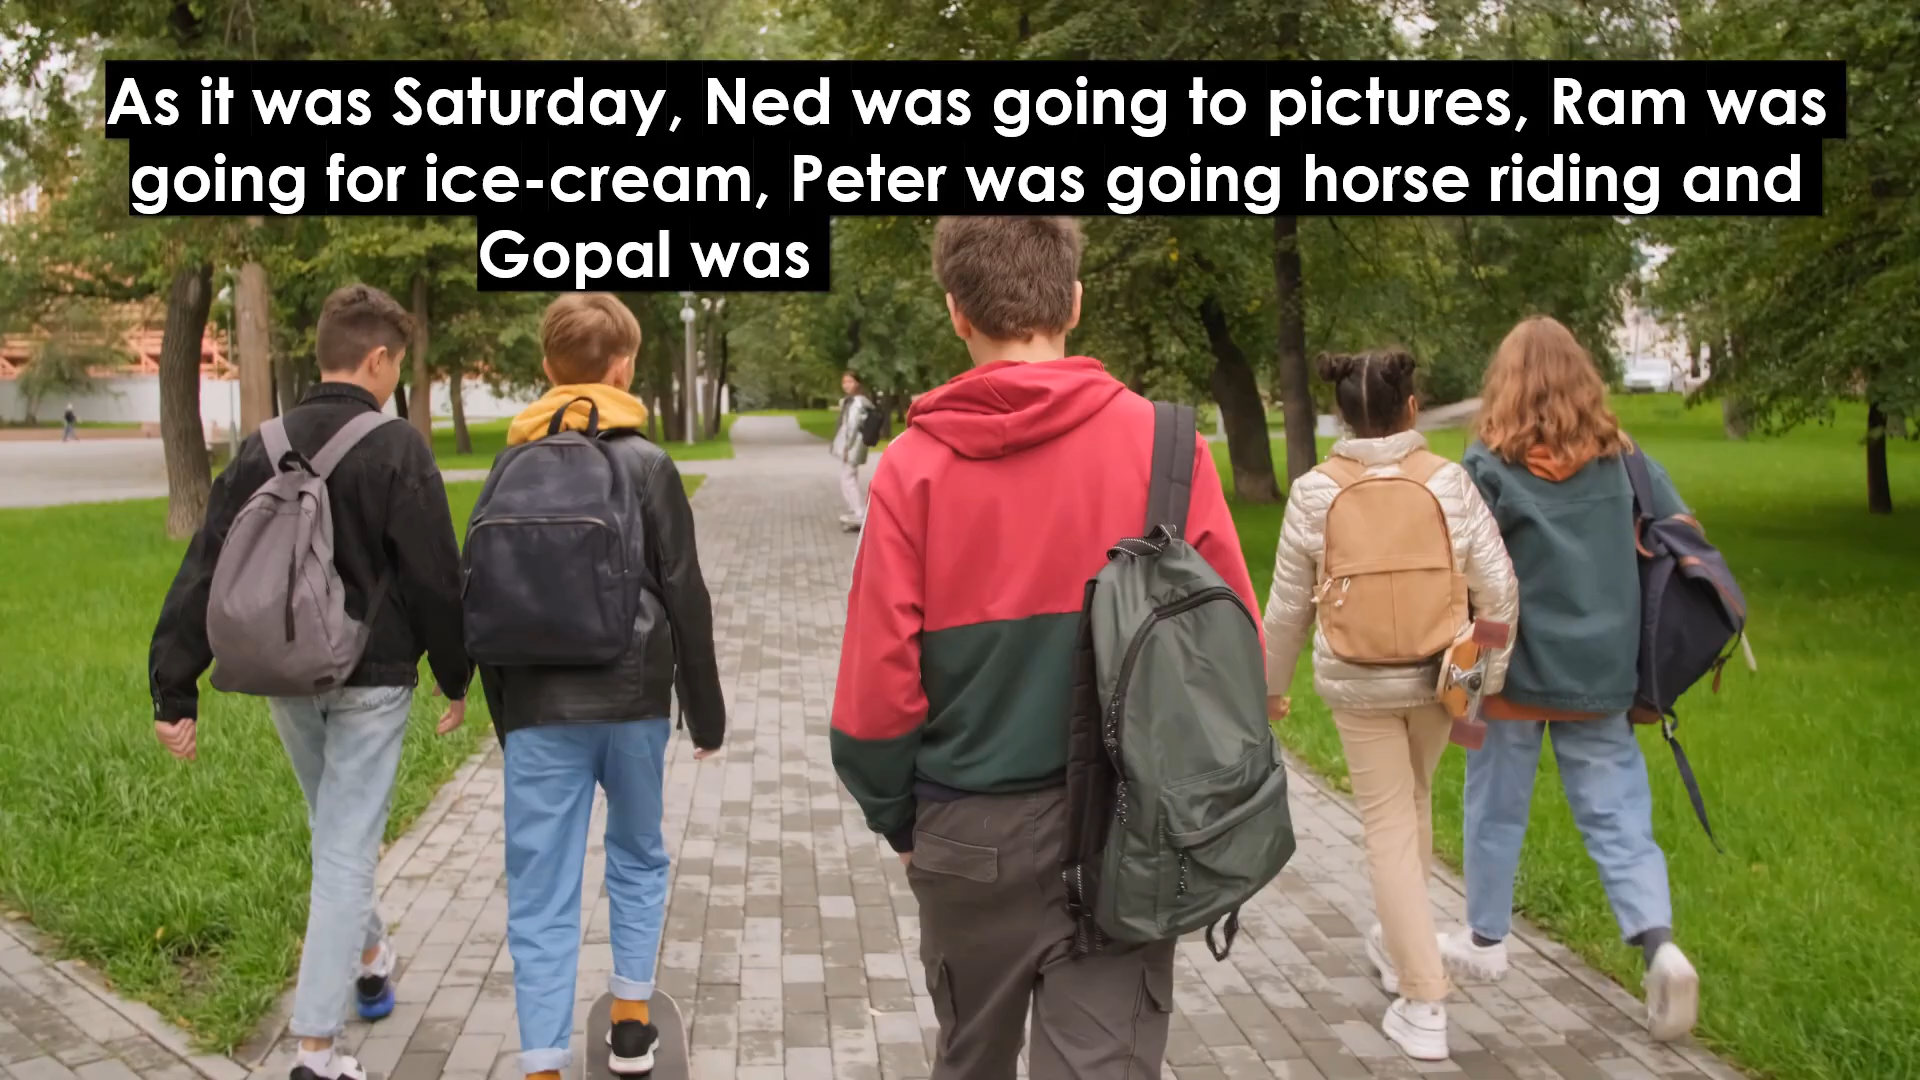 As it was Saturday, Ned was going to pictures, Ram was
going for ice-cream, Peter was going horse riding and
Gopal was